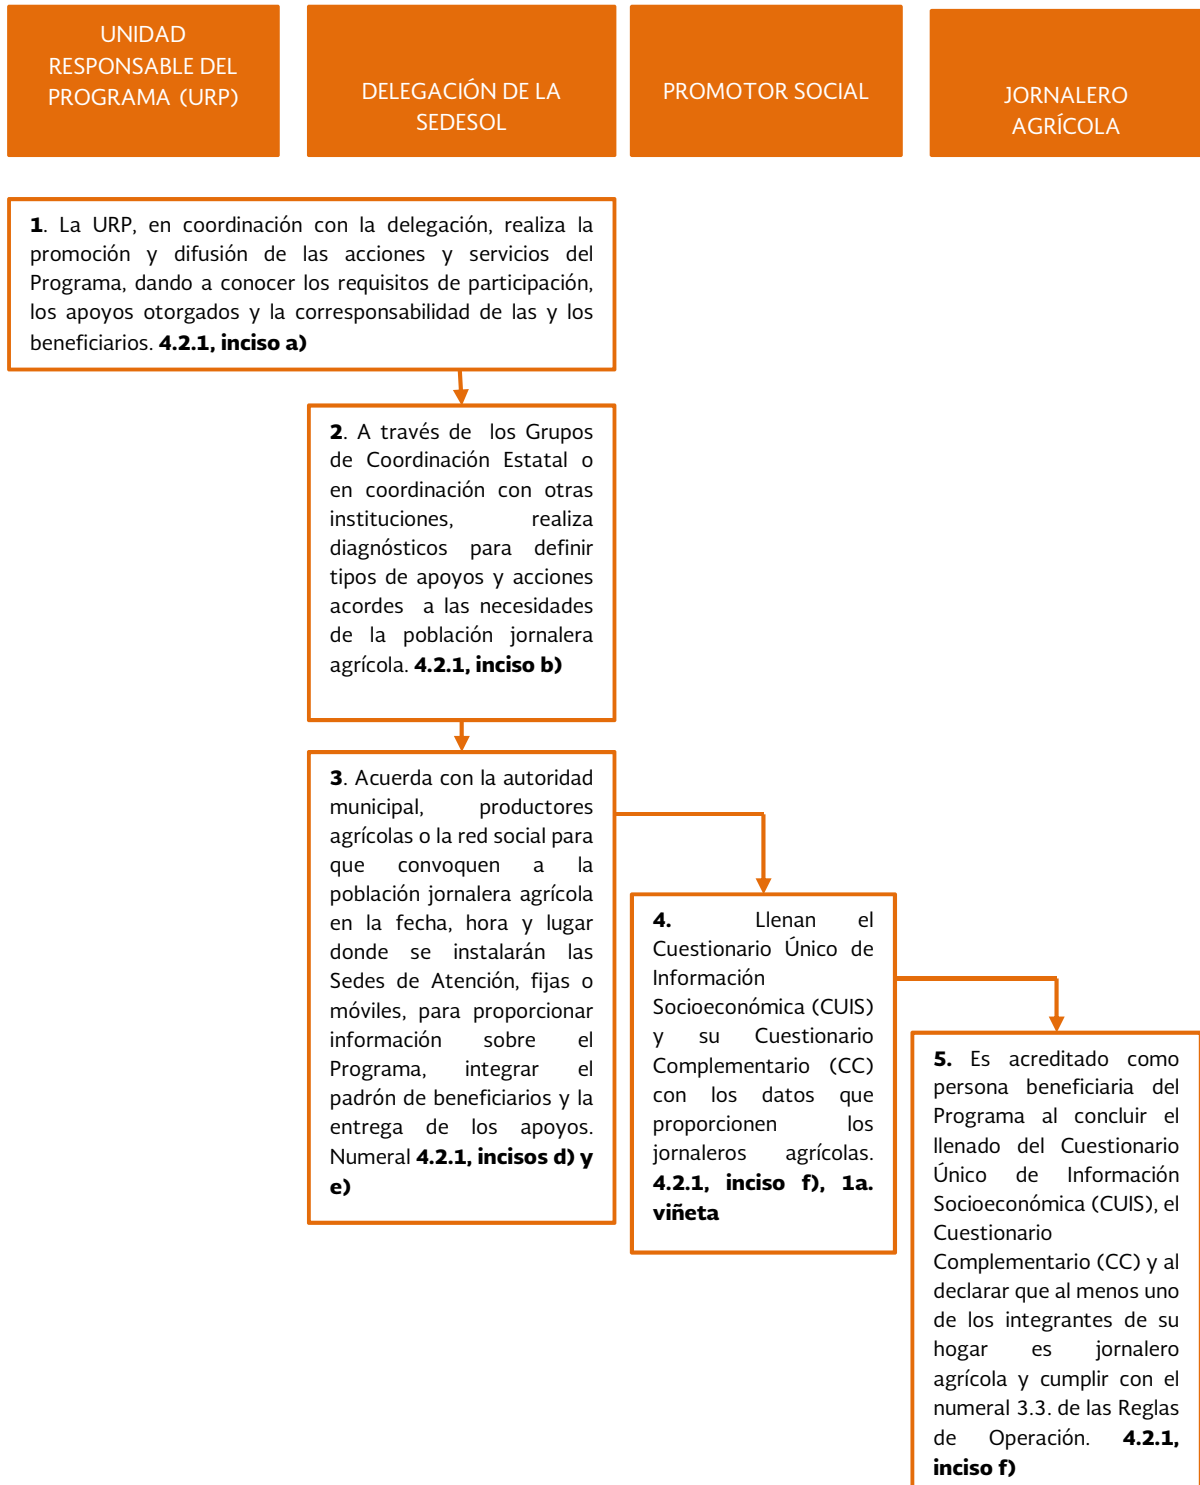 UNIDAD
RESPONSABLE DEL
PROGRAMA (URP)
DELEGACIÓN DE LA
SEDESOL
PROMOTOR SOCIAL
JORNALERO
AGRÍCOLA
1. La URP, en coordinación con la delegación, realiza la
promoción y difusión de las acciones y servicios del
Programa, dando a conocer los requisitos de participación,
los apoyos otorgados y la corresponsabilidad de las y los
beneficiarios. 4.2.1, inciso a)
2. A través de los Grupos
de Coordinación Estatal o
en coordinación con otras
instituciones, realiza
diagnósticos para definir
tipos de apoyos y acciones
acordes a las necesidades
de la población jornalera
agrícola. 4.2.1, inciso b)
3. Acuerda con la autoridad
municipal, productores
agrícolas o la red social para
que convoquen a la
población jornalera agrícola
en la fecha, hora y lugar
donde se instalarán las
Sedes de Atención, fijas o
móviles, para proporcionar
información sobre el
Programa, integrar el
padrón de beneficiarios y la
entrega de los apoyos.
Numeral 4.2.1, incisos d) y
e)
4. Llenan el
Cuestionario Único de
Información
Socioeconómica (CUIS)
y su Cuestionario
Complementario (CC)
con los datos que
proporcionen los
jornaleros agrícolas.
4.2.1, inciso f), 1a.
viñeta
5. Es acreditado como
persona beneficiaria del
Programa al concluir el
llenado del Cuestionario
Único de Información
Socioeconómica (CUIS), el
Cuestionario
Complementario (CC) y al
declarar que al menos uno
de los integrantes de su
hogar es jornalero
agrícola y cumplir con el
numeral 3.3. de las Reglas
de Operación. 4.2.1,
inciso f)